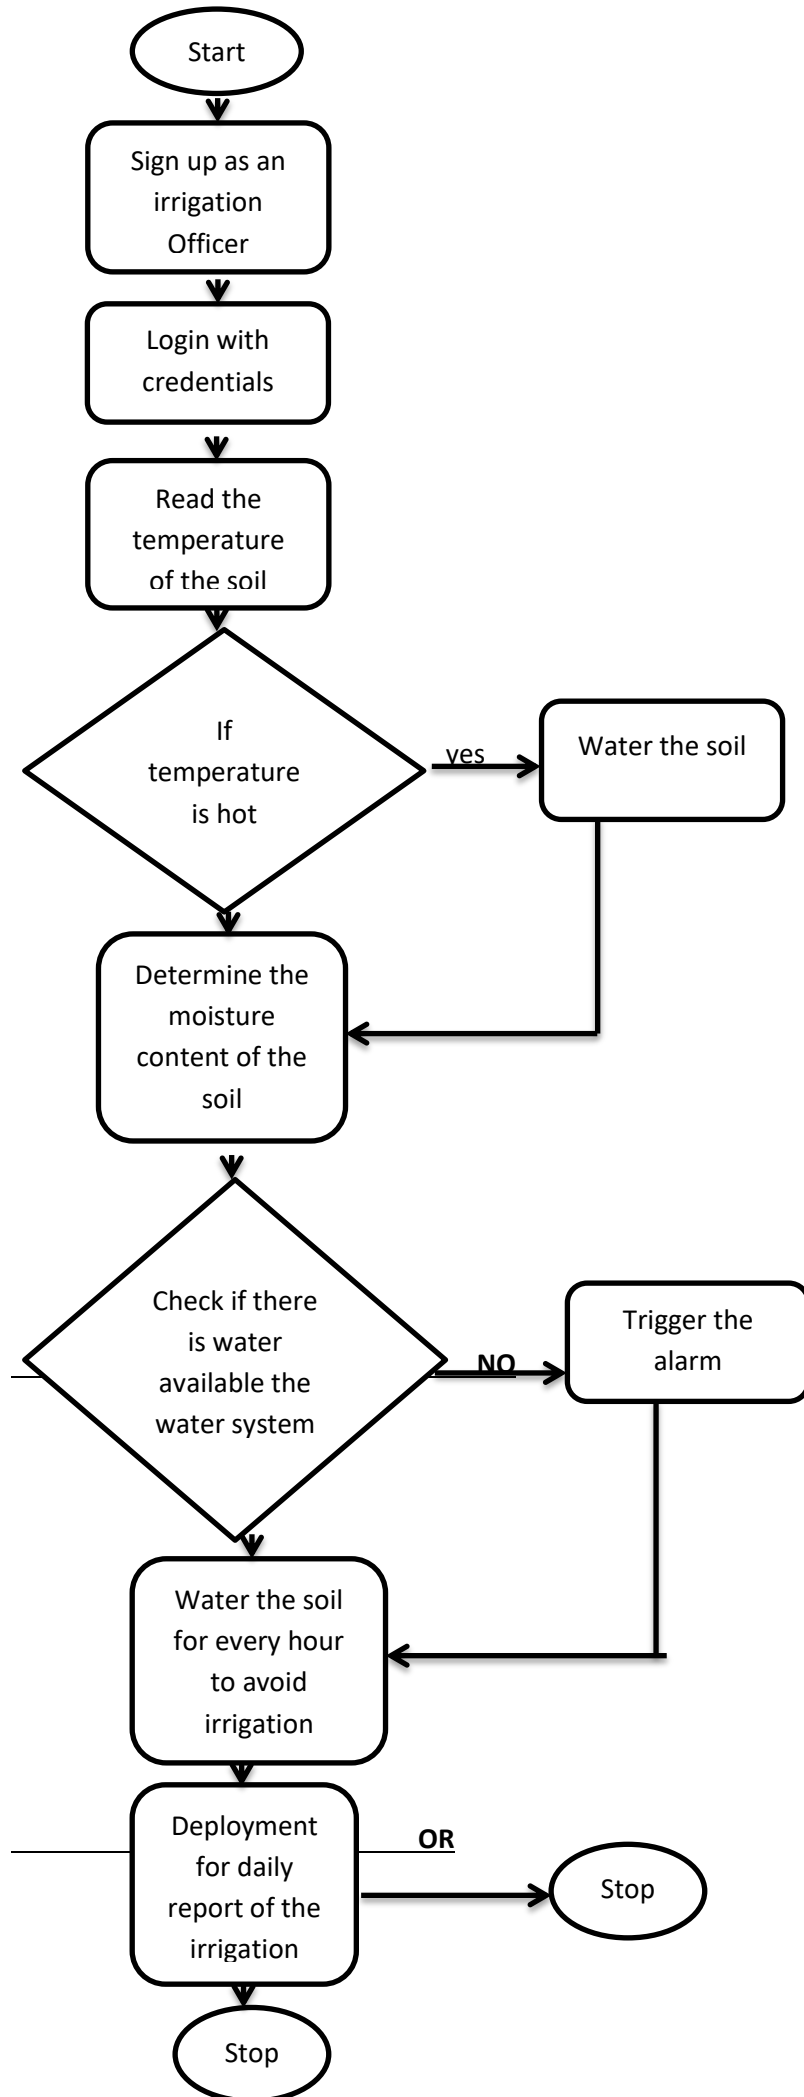 Start
Sign up as an
irrigation
Officer
Login with
credentials
Read the
temperature
of the soil
If
temperature
is hot
yes
Water the soil
Determine the
moisture
content of the
soil
Check if there
is water
available the
water system
NO
Trigger the
alarm
Water the soil
for every hour
to avoid
irrigation
Deployment
for daily
report of the
irrigation
OR
Stop
Stop